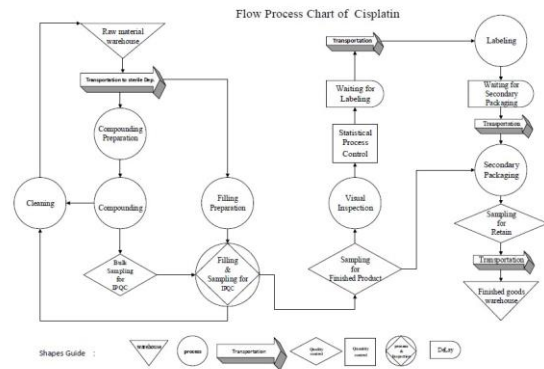 Flow Process Chart of Cisplatin
Raw material
warehouse
Transportation to sterile Dep.
Compounding
Preparation
Cleaning
Compounding
Filling
Preparation
Bulk
Sampling
for
IPQC
Filling
&
Sampling for
IPQC
Transportation
Waiting for
Labeling
Statistical
Process
Control
Visual
Inspection
Sampling
for
Finished Product
Labeling
Waiting for
Secondary
Packaging
Transportation
Secondary
Packaging
Sampling
for
Retain
Transportation
Finished goods
warehouse
Shapes Guide :
warehouse
process
Transportation
Quality
control
control
process
&
DeLay